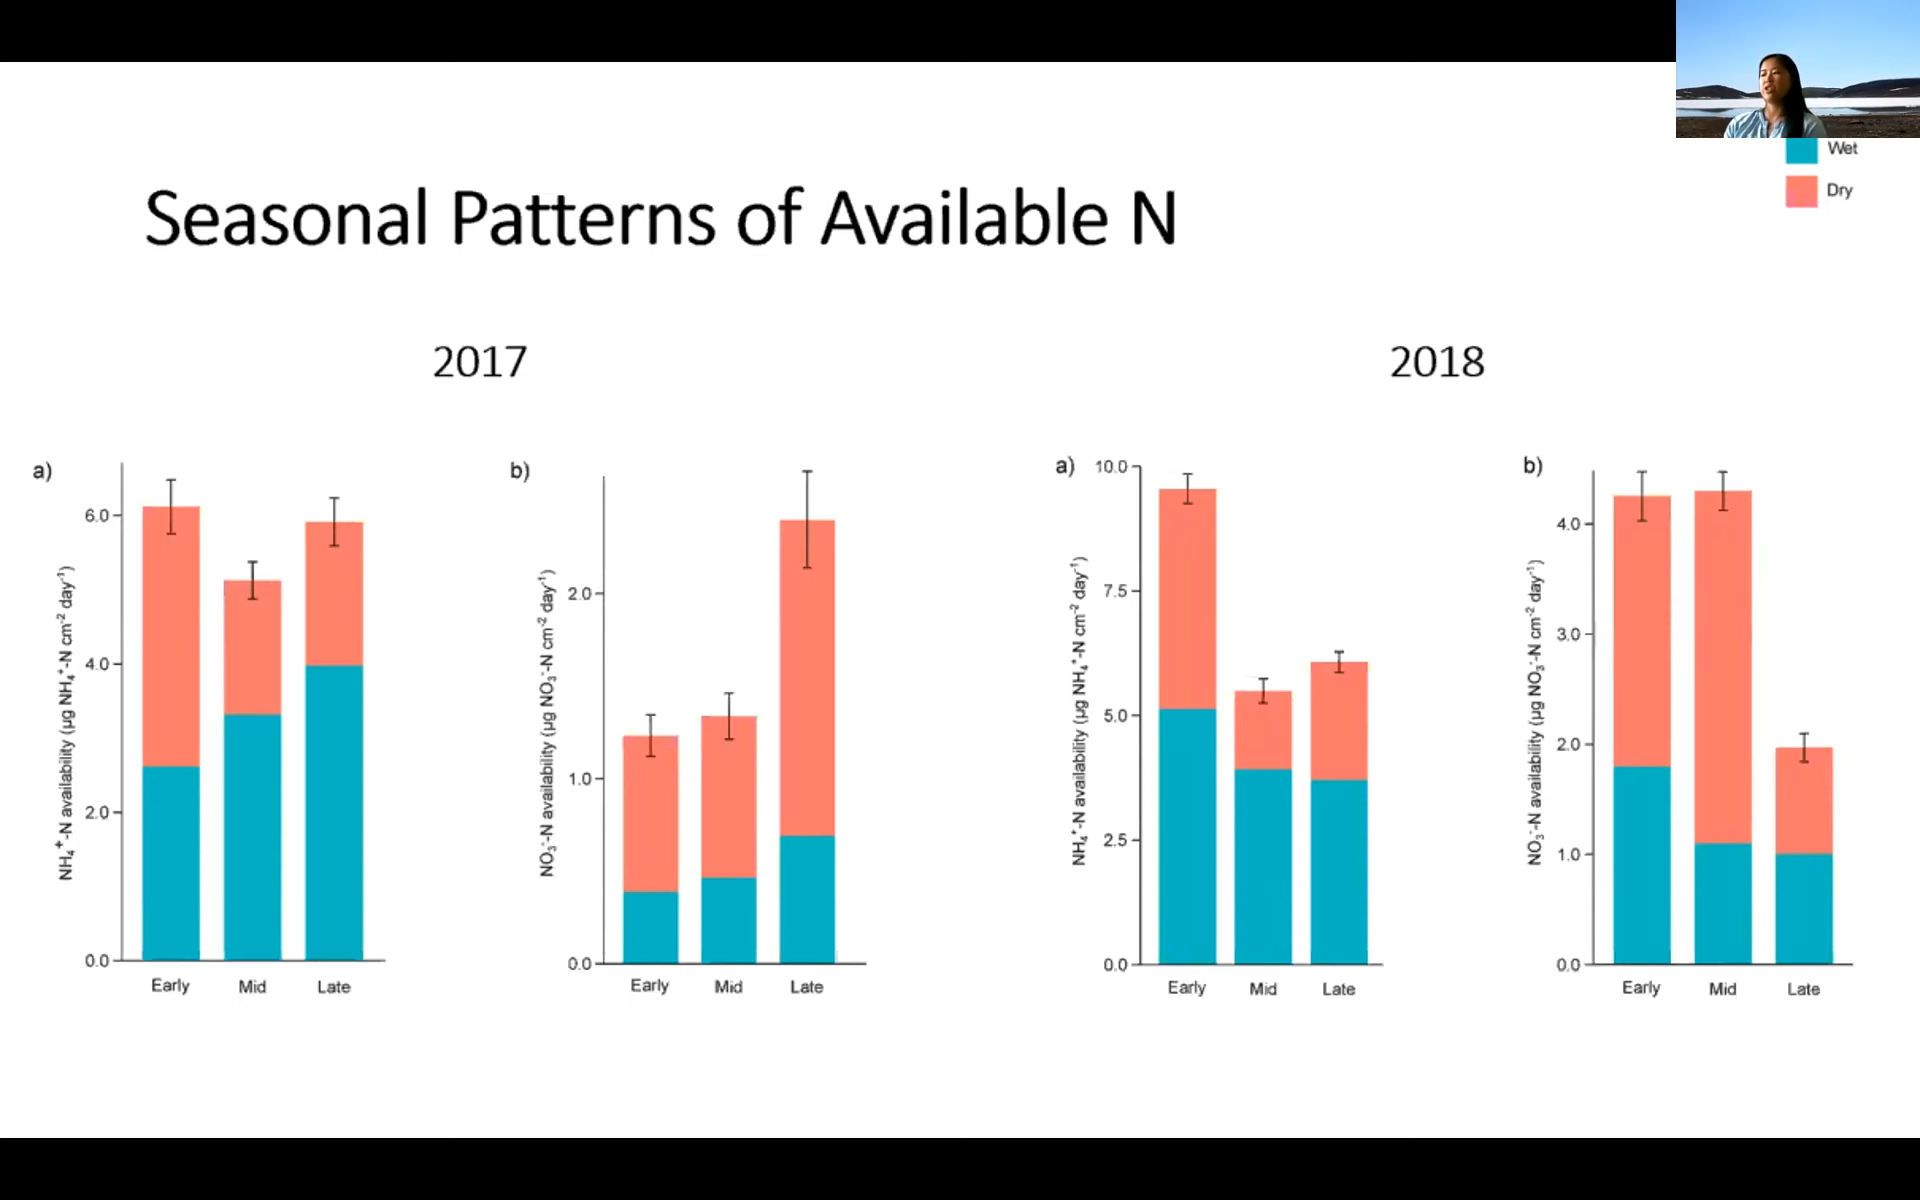 Wet
Dry
Seasonal Patterns of Available N
2017
2018
a)
NH₄⁺-N availability (µg NH₄⁺-N cm⁻² day⁻¹)
6.0
4.0
2.0
0.0
Early Mid Late
b)
NO₃⁻-N availability (µg NO₃⁻-N cm⁻² day⁻¹)
2.0
1.0
0.0
Early Mid Late
a)
NH₄⁺-N availability (µg NH₄⁺-N cm⁻² day⁻¹)
10.0
7.5
5.0
2.5
0.0
Early Mid Late
b)
NO₃⁻-N availability (µg NO₃⁻-N cm⁻² day⁻¹)
4.0
3.0
2.0
1.0
0.0
Early Mid Late